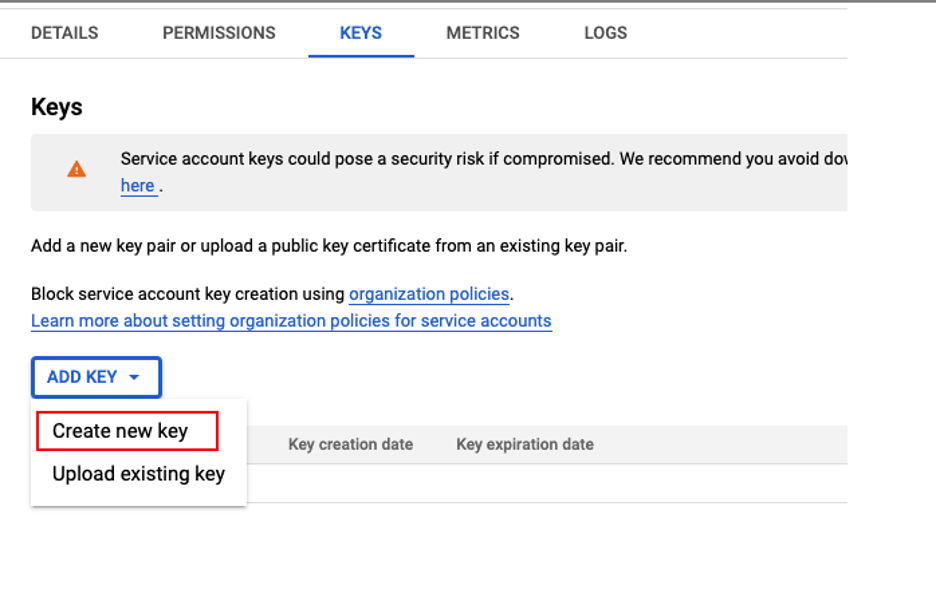 DETAILS PERMISSIONS KEYS METRICS LOGS
Keys
Service account keys could pose a security risk if compromised. We recommend you avoid
here .
Add a new key pair or upload a public key certificate from an existing key pair.
Block service account key creation using organization policies.
Learn more about setting organization policies for service accounts
ADD KEY
Create new key
Key creation date Key expiration date
Upload existing key